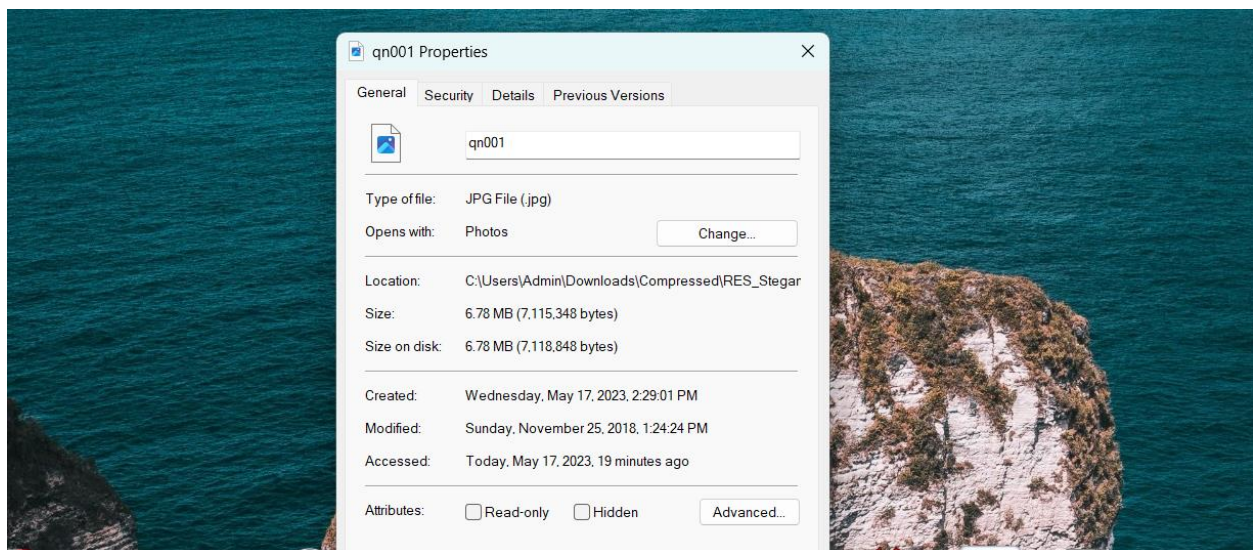 qn001 Properties
General Security Details Previous Versions
qn001
Type of file: JPG File (.jpg)
Opens with: Photos Change...
Location: C:\Users\Admin\Downloads\Compressed\RES_Stegar
Size: 6.78 MB (7,115,348 bytes)
Size on disk: 6.78 MB (7,118,848 bytes)
Created: Wednesday, May 17, 2023, 2:29:01 PM
Modified: Sunday, November 25, 2018, 1:24:24 PM
Accessed: Today, May 17, 2023, 19 minutes ago
Attributes: Read-only Hidden Advanced...